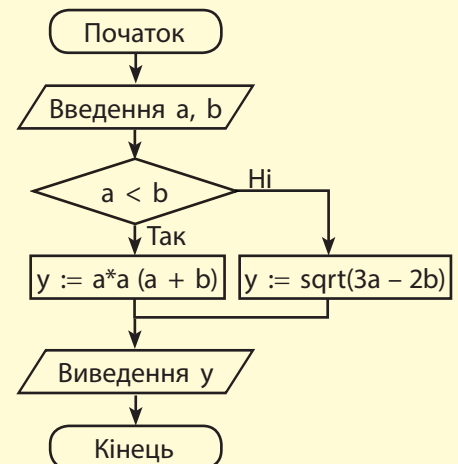 Початок
Введення a, b
a < b
Ні
Так
y := a*a (a + b)
y := sqrt(3a – 2b)
Виведення y
Кінець